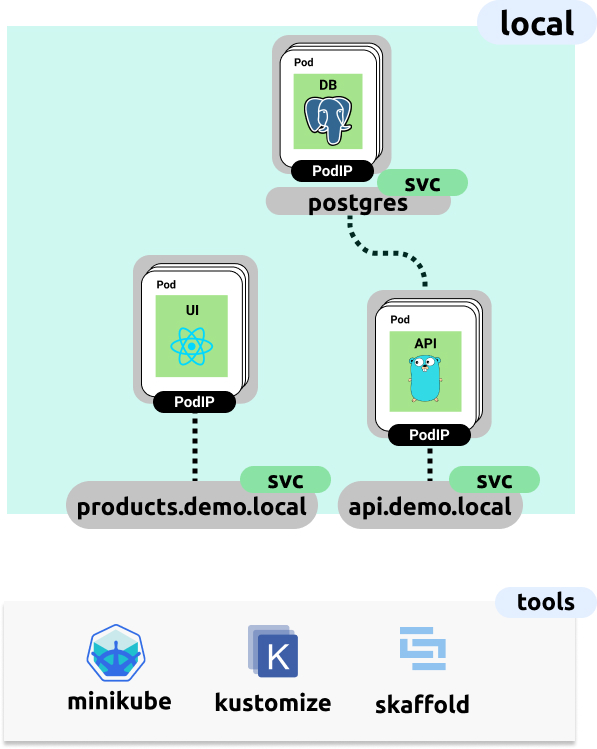 local
Pod
DB
PodIP
svc
postgres
Pod
UI
PodIP
svc
products.demo.local
Pod
API
PodIP
svc
api.demo.local
tools
K
minikube
kustomize
skaffold